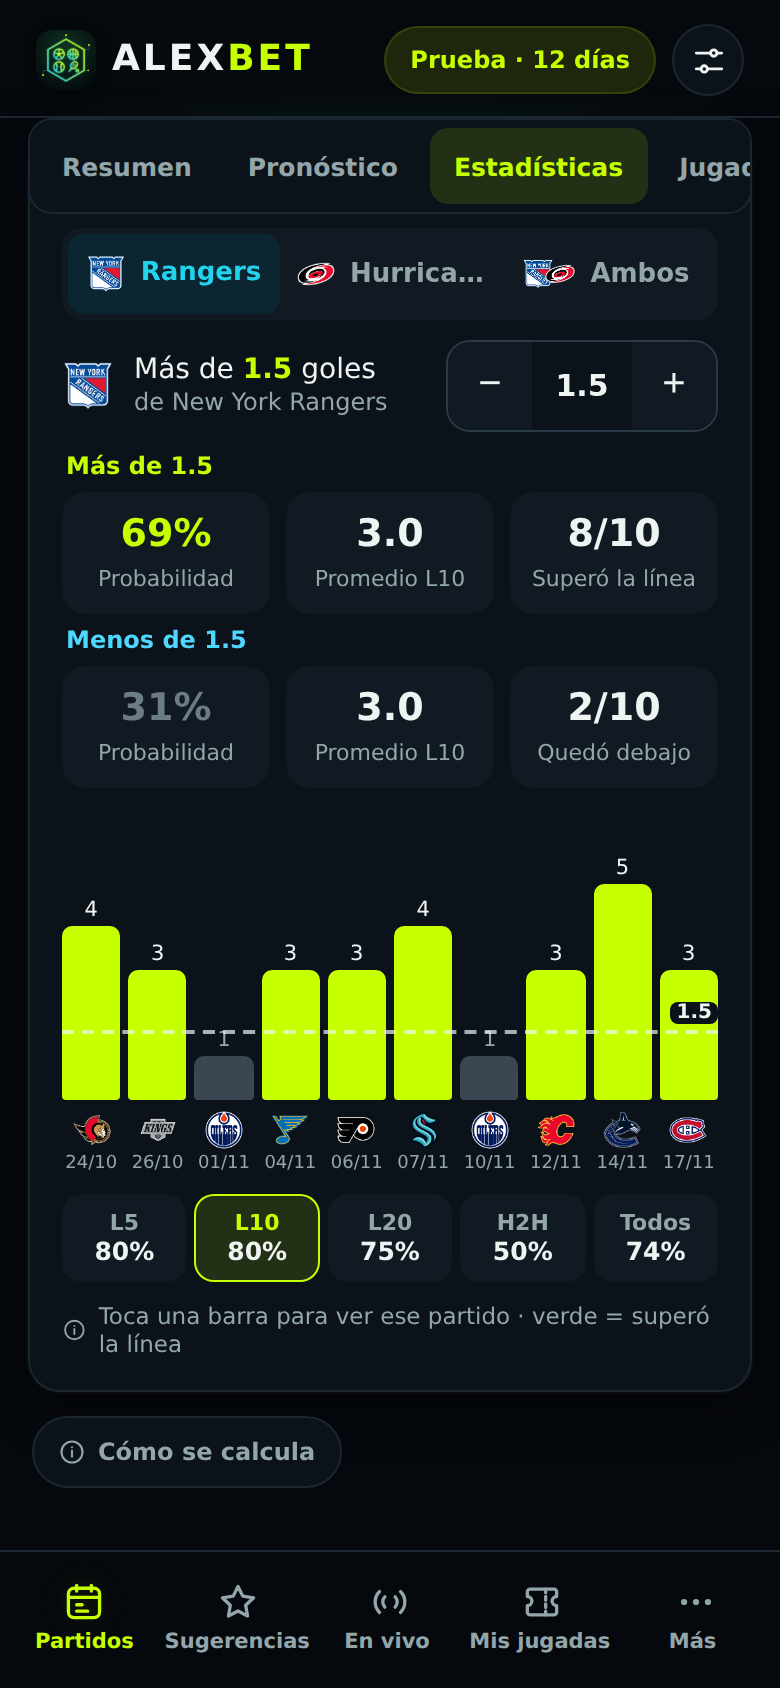 ALEXBET
Prueba · 12 días
Resumen
Pronóstico
Estadísticas
Jugad
Rangers
Hurrica...
Ambos
Más de 1.5 goles
de New York Rangers
− 1.5 +
Más de 1.5
69%
Probabilidad
3.0
Promedio L10
8/10
Superó la línea
Menos de 1.5
31%
Probabilidad
3.0
Promedio L10
2/10
Quedó debajo
4 3 1 3 3 4 1 3 5 3
1.5
24/10 26/10 01/11 04/11 06/11 07/11 10/11 12/11 14/11 17/11
L5
80%
L10
80%
L20
75%
H2H
50%
Todos
74%
Toca una barra para ver ese partido · verde = superó
la línea
Cómo se calcula
Partidos
Sugerencias
En vivo
Mis jugadas
Más